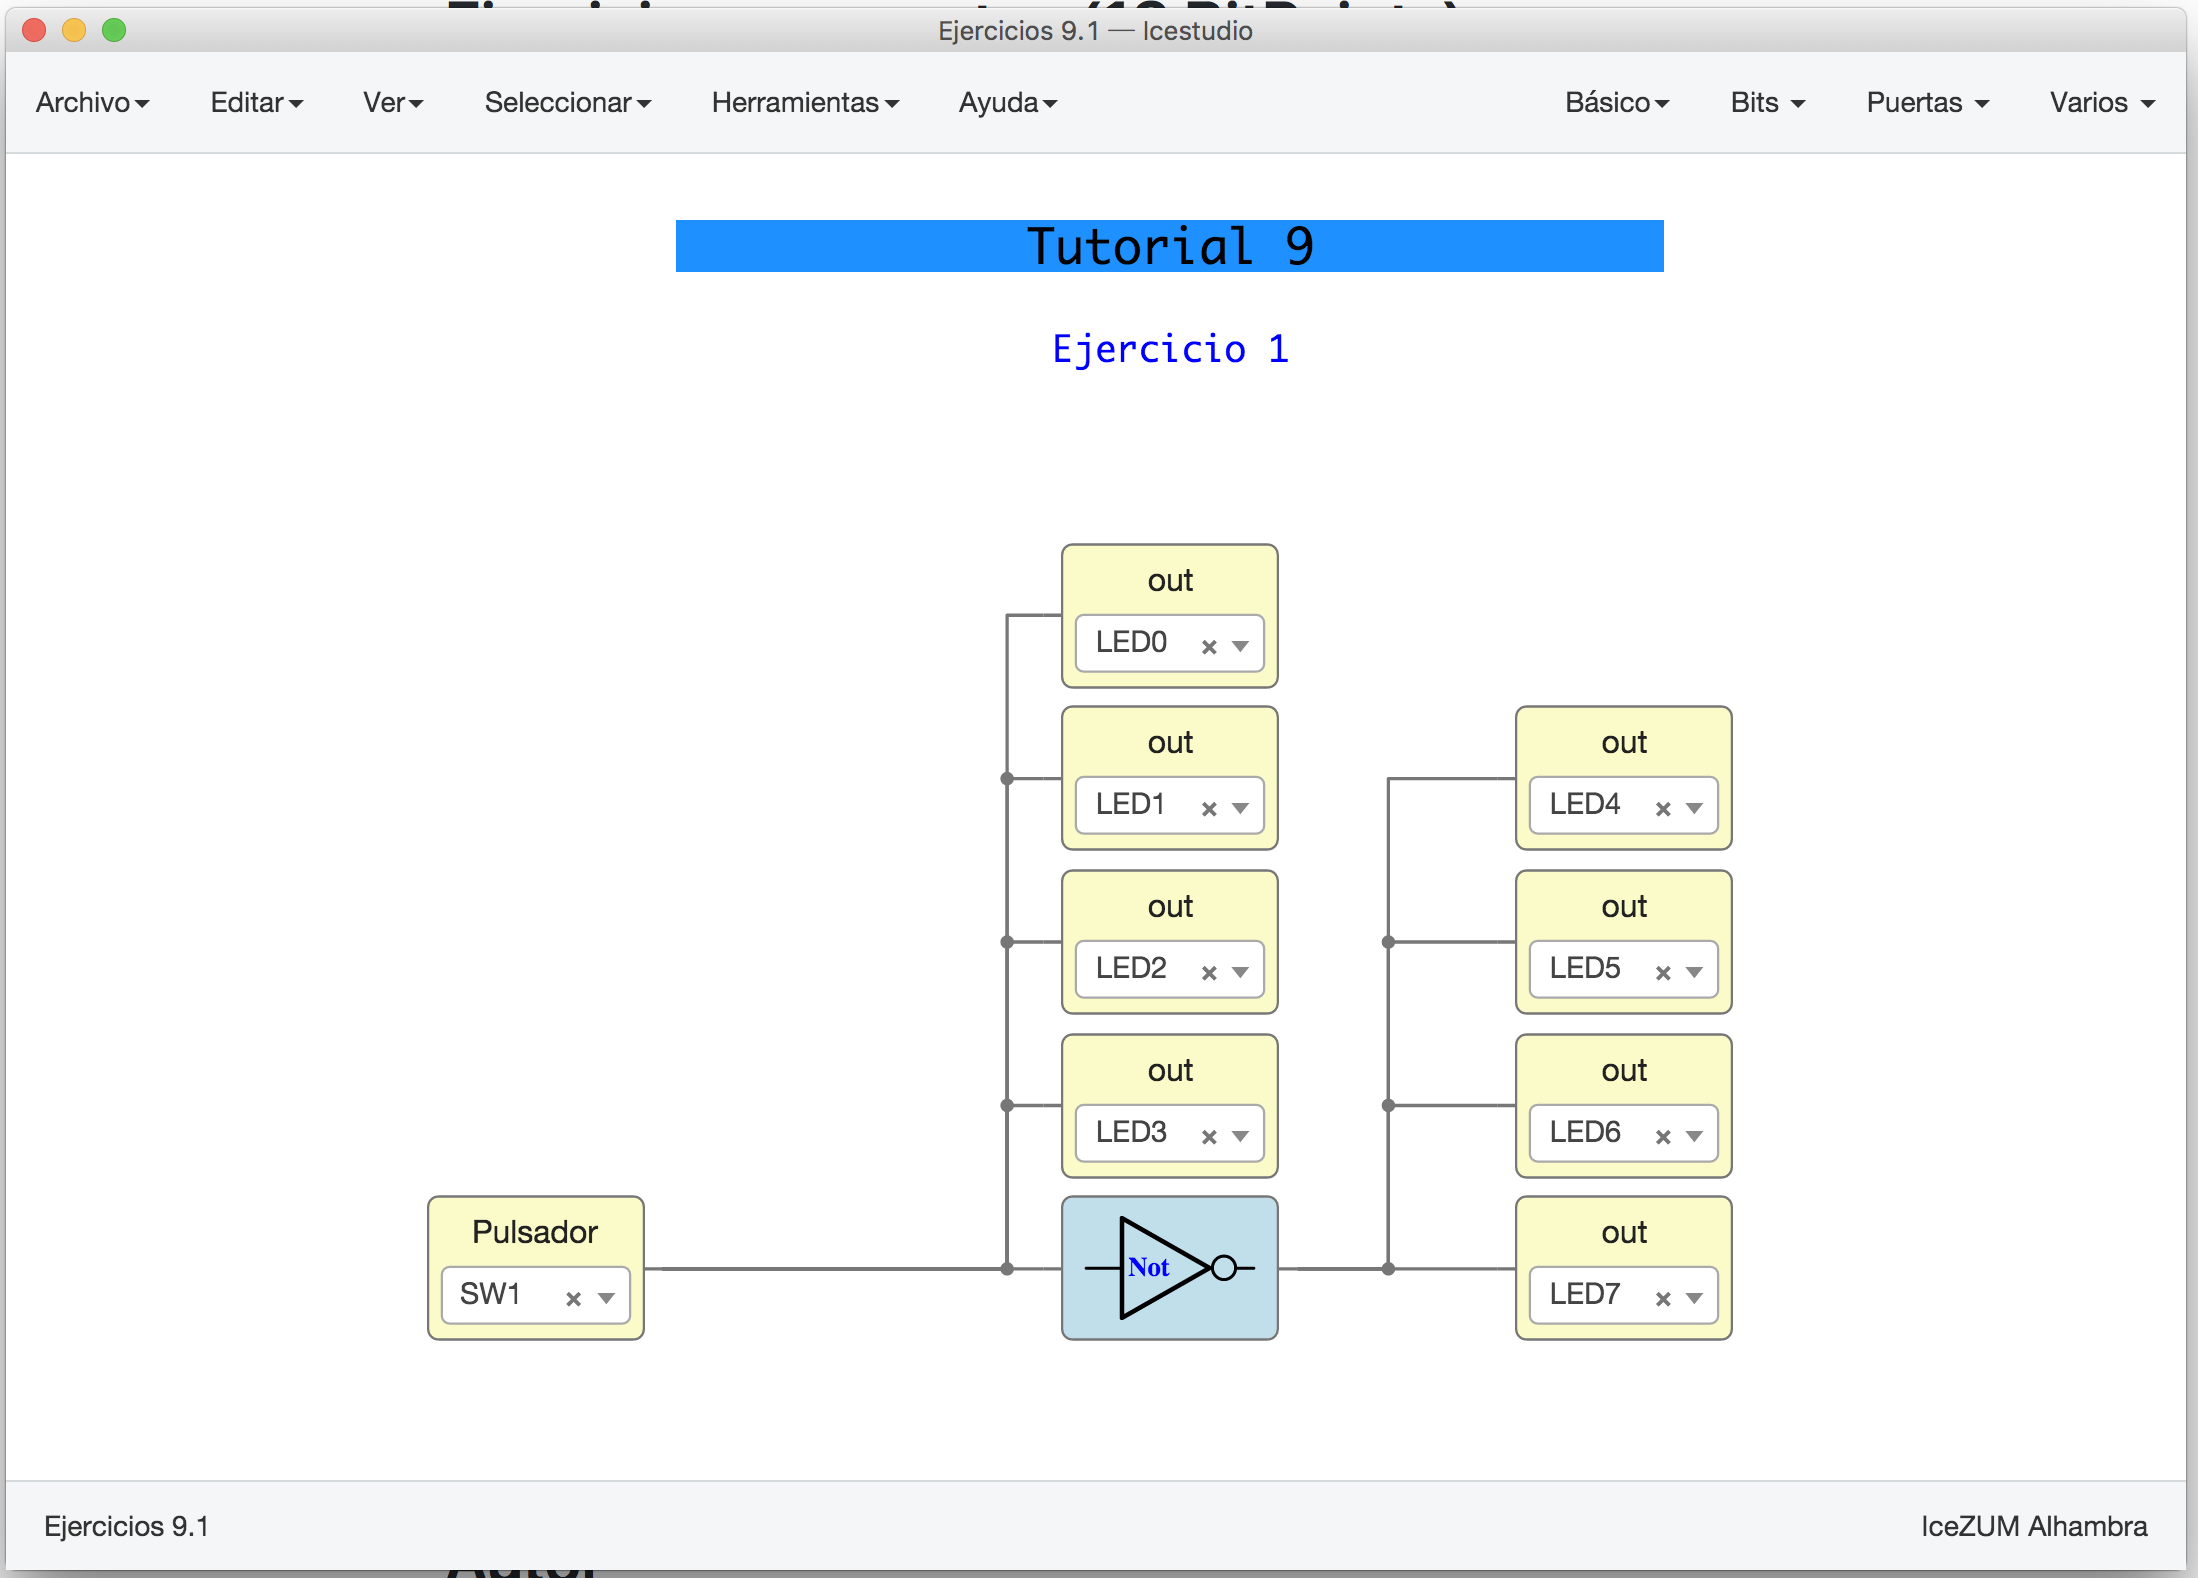 Ejercicios 9.1 — Icestudio
Archivo Editar Ver Seleccionar Herramientas Ayuda Básico Bits Puertas Varios
Tutorial 9
Ejercicio 1
out
LED0
out
LED1
out
LED2
out
LED3
out
LED4
out
LED5
out
LED6
Pulsador
SW1
Not
out
LED7
Ejercicios 9.1
IceZUM Alhambra